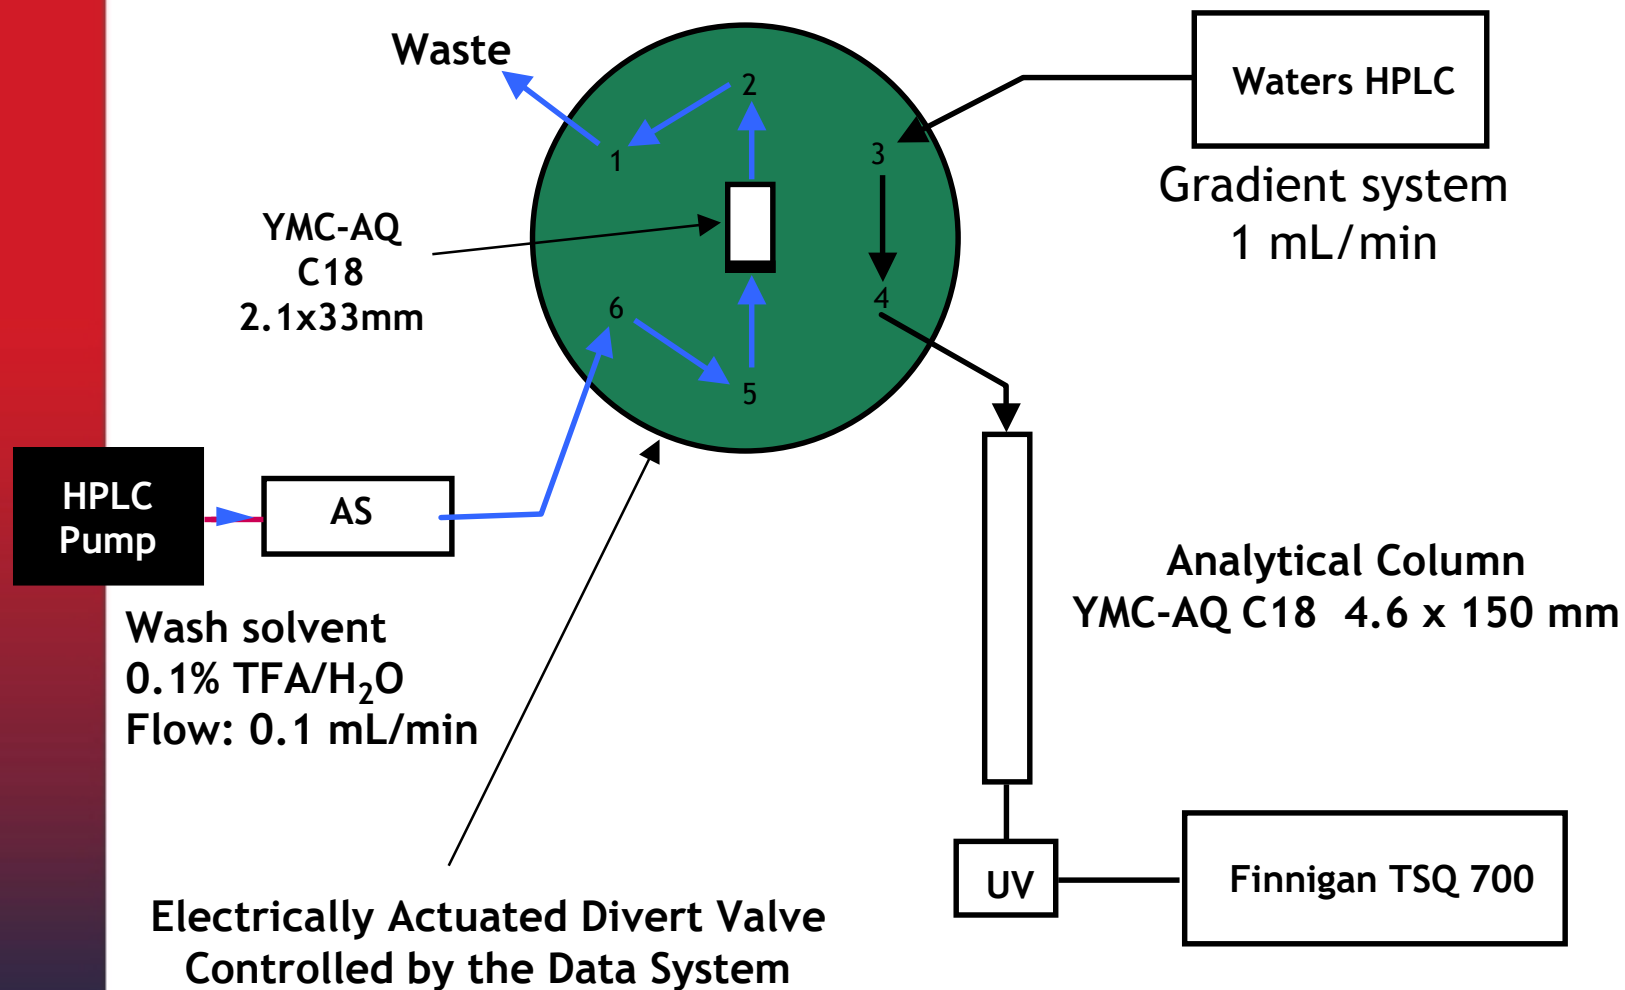 Waste
2
Waters HPLC
1
3
Gradient system
1 mL/min
YMC-AQ
C18
2.1x33mm
6
4
5
HPLC
Pump
AS
Wash solvent
0.1% TFA/H₂O
Flow: 0.1 mL/min
Analytical Column
YMC-AQ C18 4.6 x 150 mm
UV
Finnigan TSQ 700
Electrically Actuated Divert Valve
Controlled by the Data System